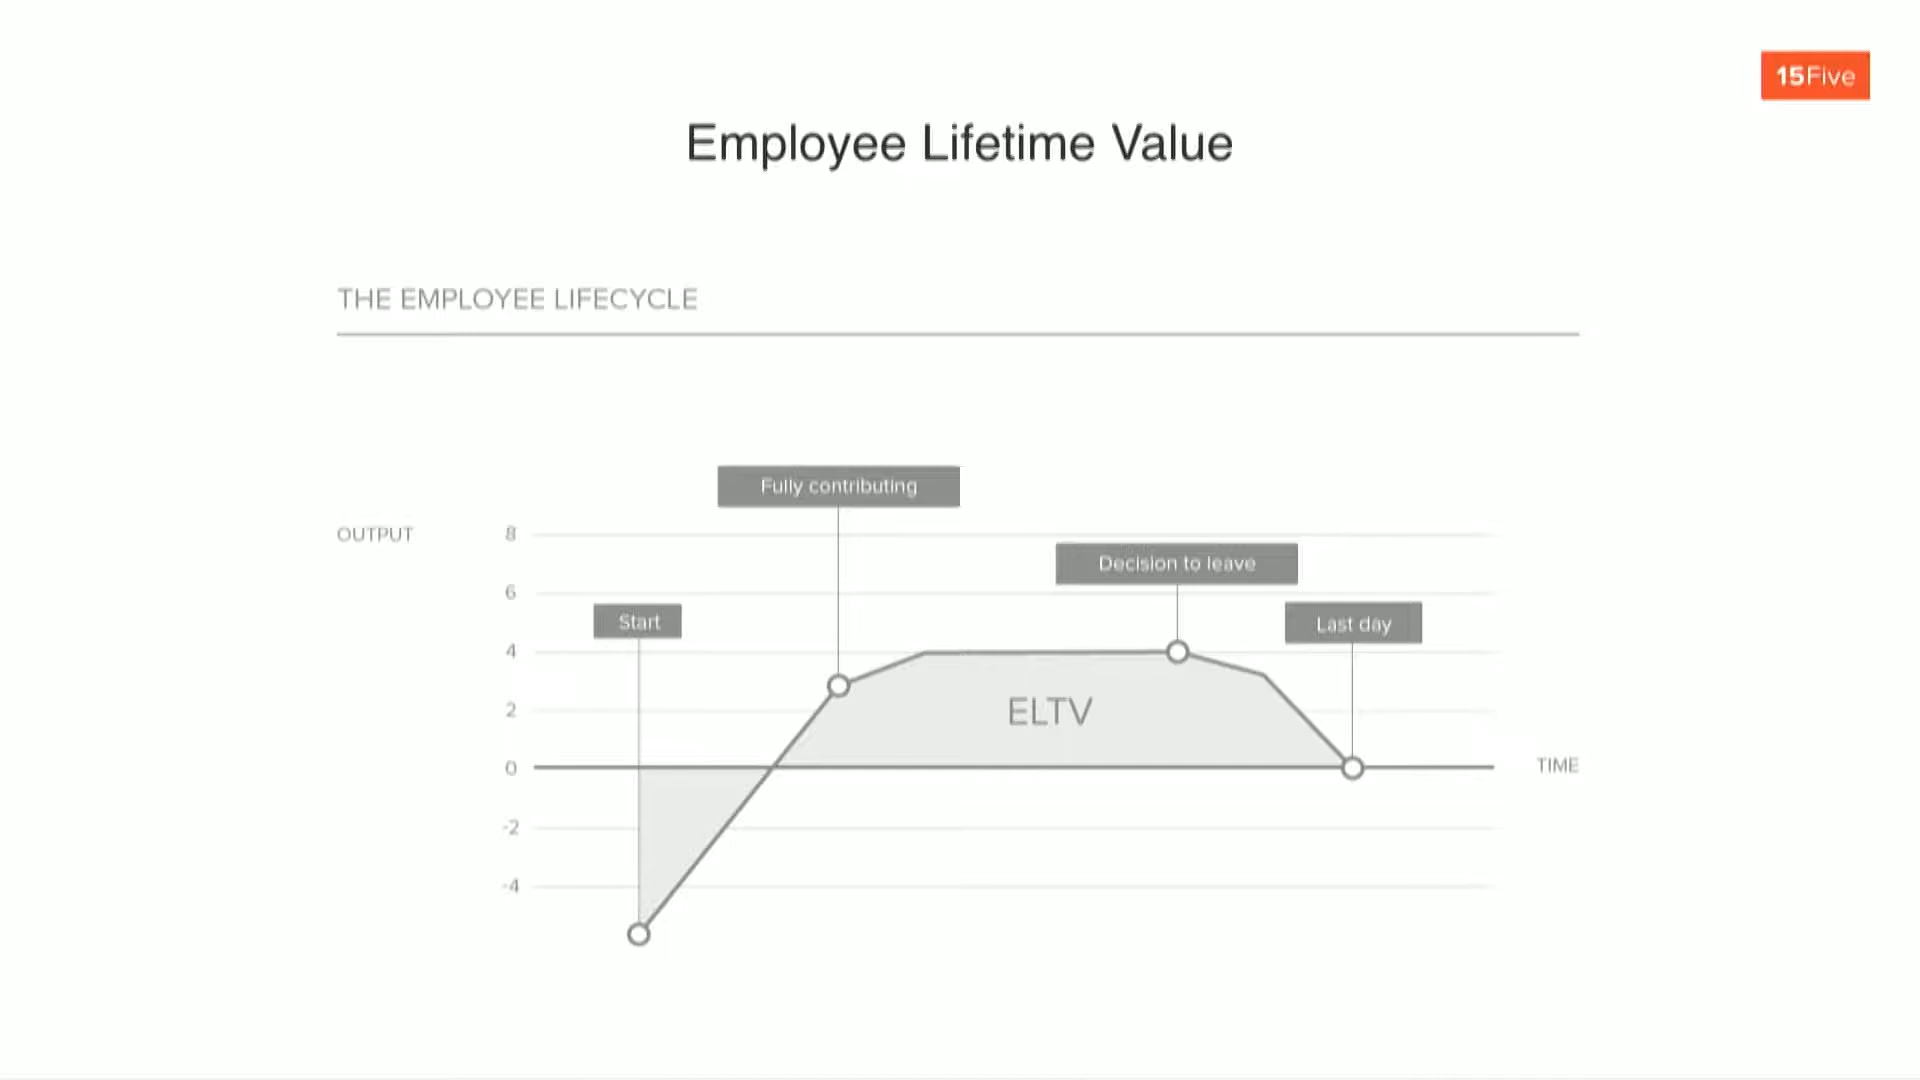 15Five
Employee Lifetime Value
THE EMPLOYEE LIFECYCLE
Fully contributing
OUTPUT
8
Decision to leave
6
Start
Last day
4
2
ELTV
0
TIME
-2
-4